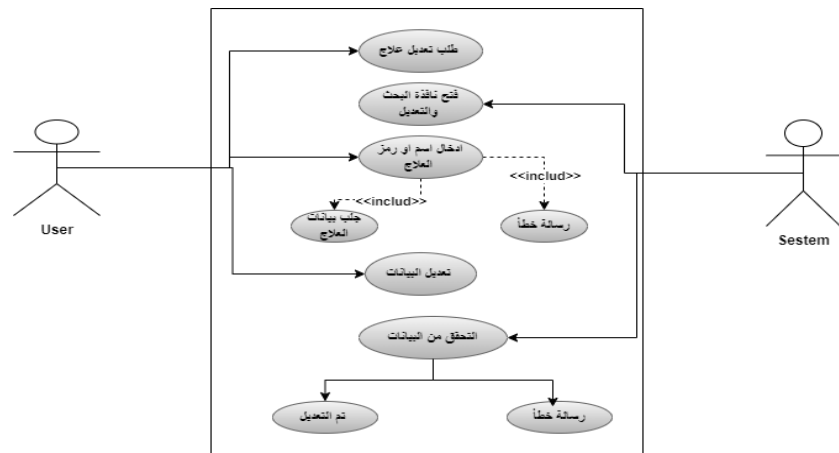 طلب تعديل علاج
فتح نافذة البحث
والتعديل
ادخال اسم او رمز
العلاج
<<includ>>
<<includ>>
جلب بيانات
العلاج
رسالة خطأ
User
Sestem
تعديل البيانات
التحقق من البيانات
تم التعديل
رسالة خطأ